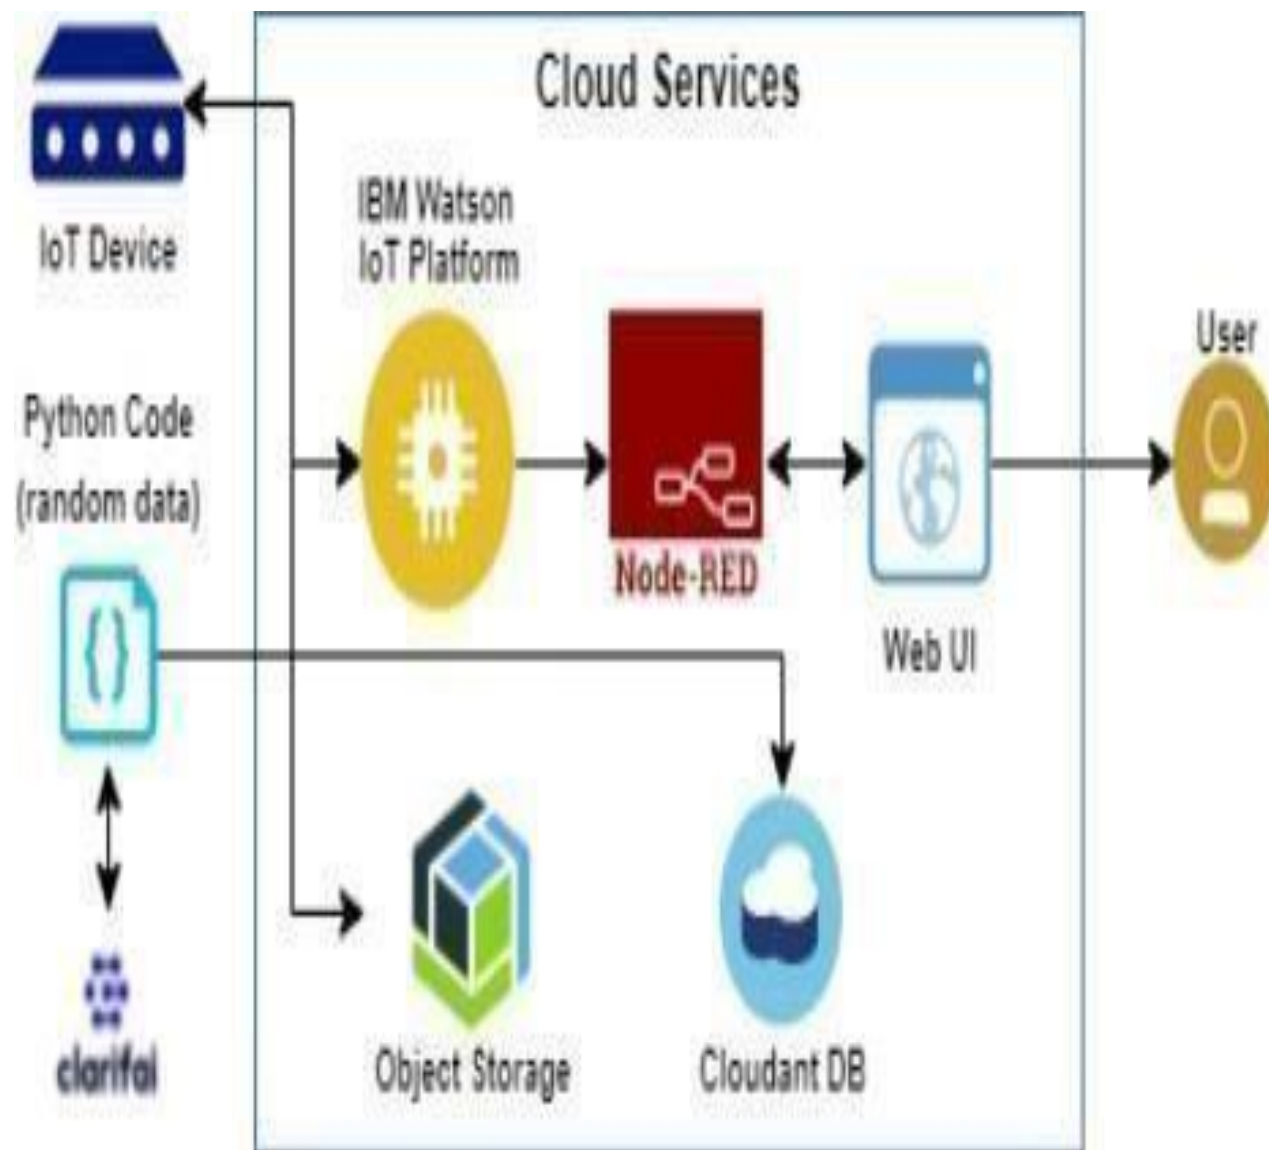 Cloud Services
IoT Device
IBM Watson
IoT Platform
User
Python Code
(random data)
Node-RED
Web UI
clarifai
Object Storage
Cloudant DB